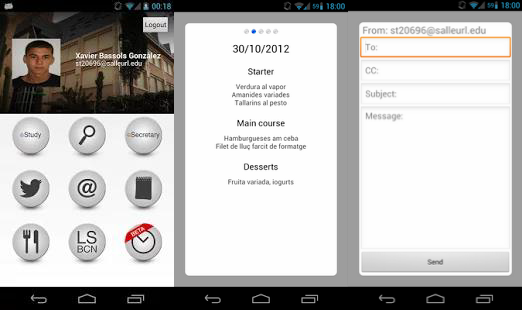 00:18
Logout
Xavier Bassols González
st20696@salleurl.edu
eStudy
eSecretary
@
LS
BCN
BETA
18:00
30/10/2012
Starter
Verdura al vapor
Amanides variades
Tallarins al pesto
Main course
Hamburgueses am ceba
Filet de lluç farcit de formatge
Desserts
Fruita variada, iogurts
18:00
From: st20696@salleurl.edu
To:
CC:
Subject:
Message:
Send